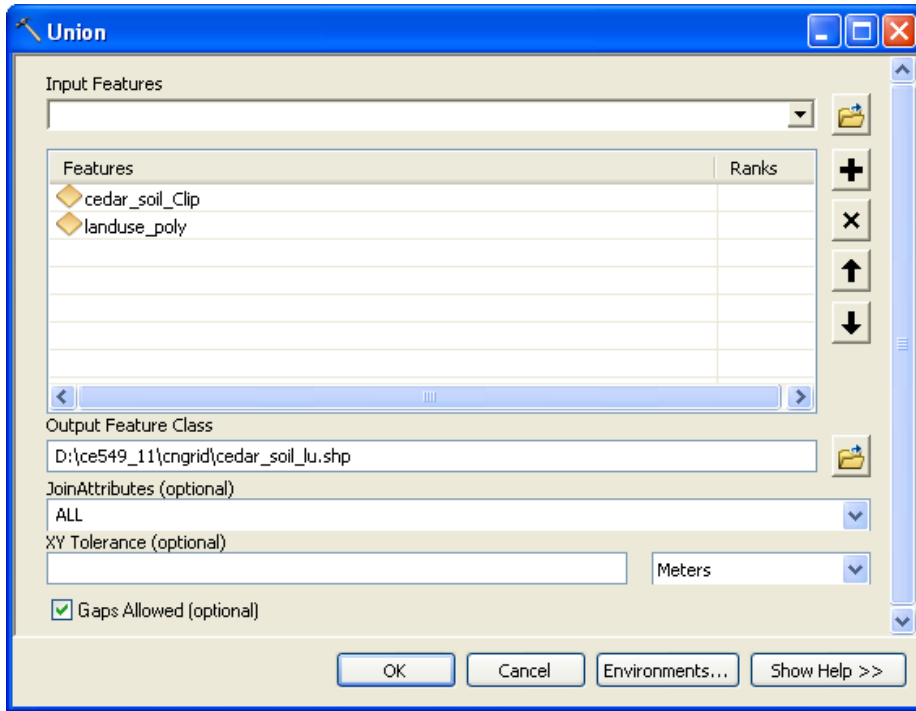 Union
Input Features
Features Ranks
cedar_soil_Clip
landuse_poly
Output Feature Class
D:\ce549_11\cngrid\cedar_soil_lu.shp
JoinAttributes (optional)
ALL
XY Tolerance (optional)
Meters
Gaps Allowed (optional)
OK Cancel Environments... Show Help >>